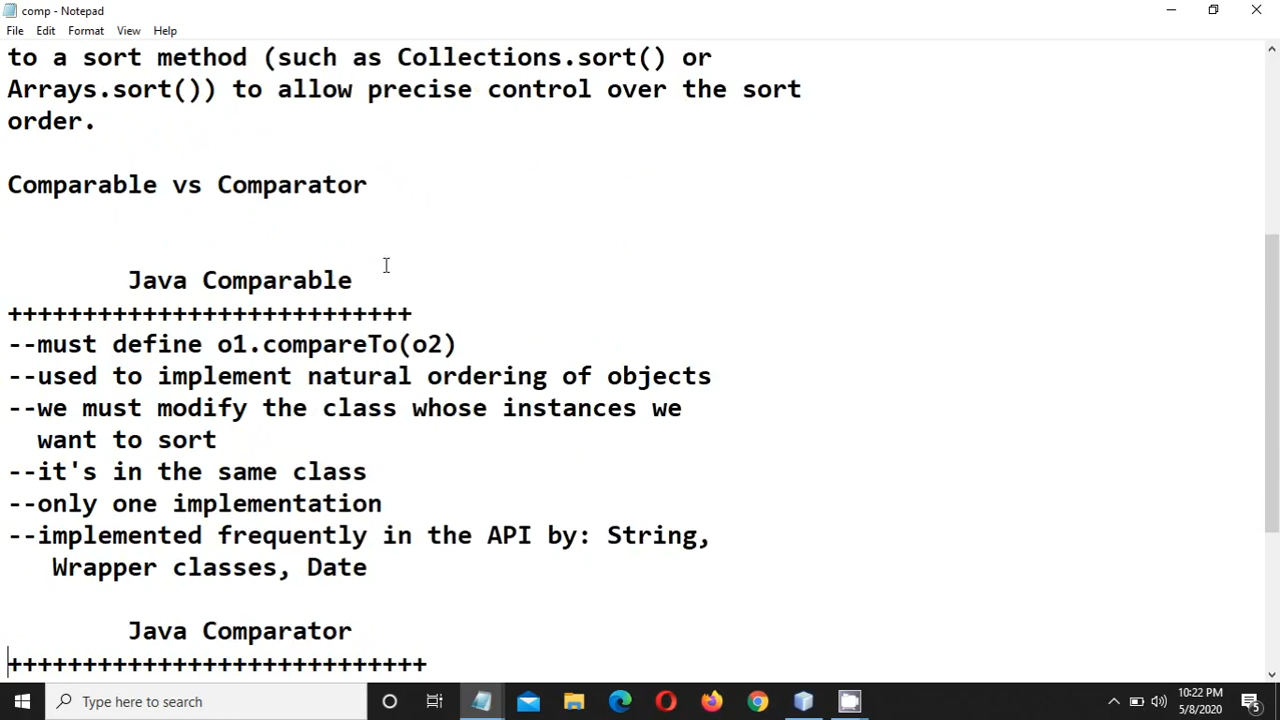 comp - Notepad
File Edit Format View Help
to a sort method (such as Collections.sort() or
Arrays.sort()) to allow precise control over the sort
order.
Comparable vs Comparator
Java Comparable
+++++++++++++++++++++++++++
--must define o1.compareTo(o2)
--used to implement natural ordering of objects
--we must modify the class whose instances we
want to sort
--it's in the same class
--only one implementation
--implemented frequently in the API by: String,
Wrapper classes, Date
Java Comparator
++++++++++++++++++++++++++++
Type here to search
10:22 PM
5/8/2020
5